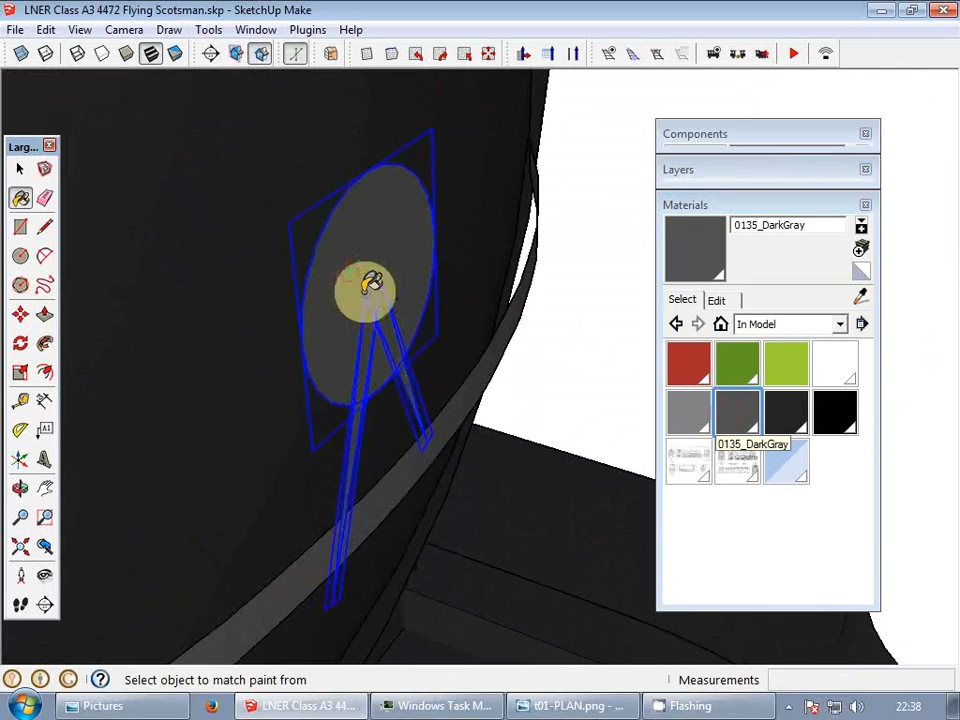 LNER Class A3 4472 Flying Scotsman.skp - SketchUp Make
File Edit View Camera Draw Tools Window Plugins Help
Larg...
Components
Layers
Materials
0135_DarkGray
Select Edit
In Model
0135_DarkGray
Select object to match paint from
Measurements
Pictures
LNER Class A3 44...
Windows Task M...
t01-PLAN.png - ...
Flashing
22:38